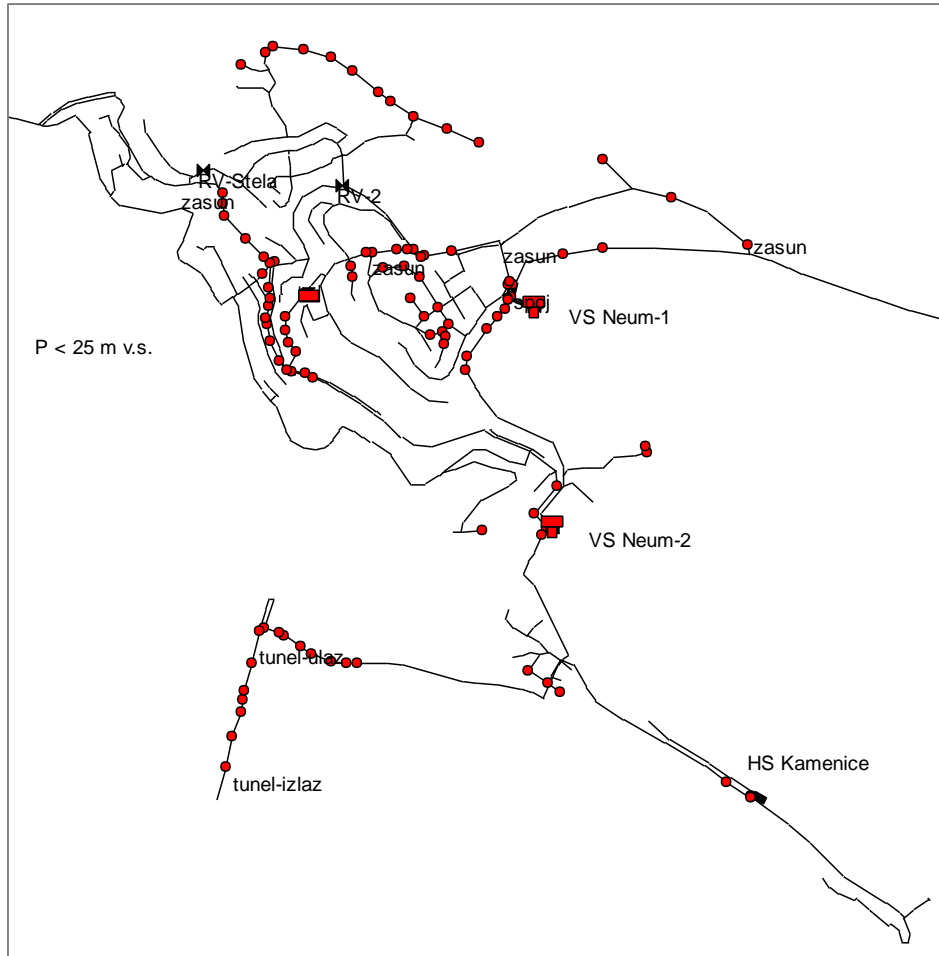 RV-Stela
zasun
RV-2
zasun
zasun
zasun
spoj
VS Neum-1
P < 25 m v.s.
VS Neum-2
tunel-ulaz
HS Kamenice
tunel-izlaz